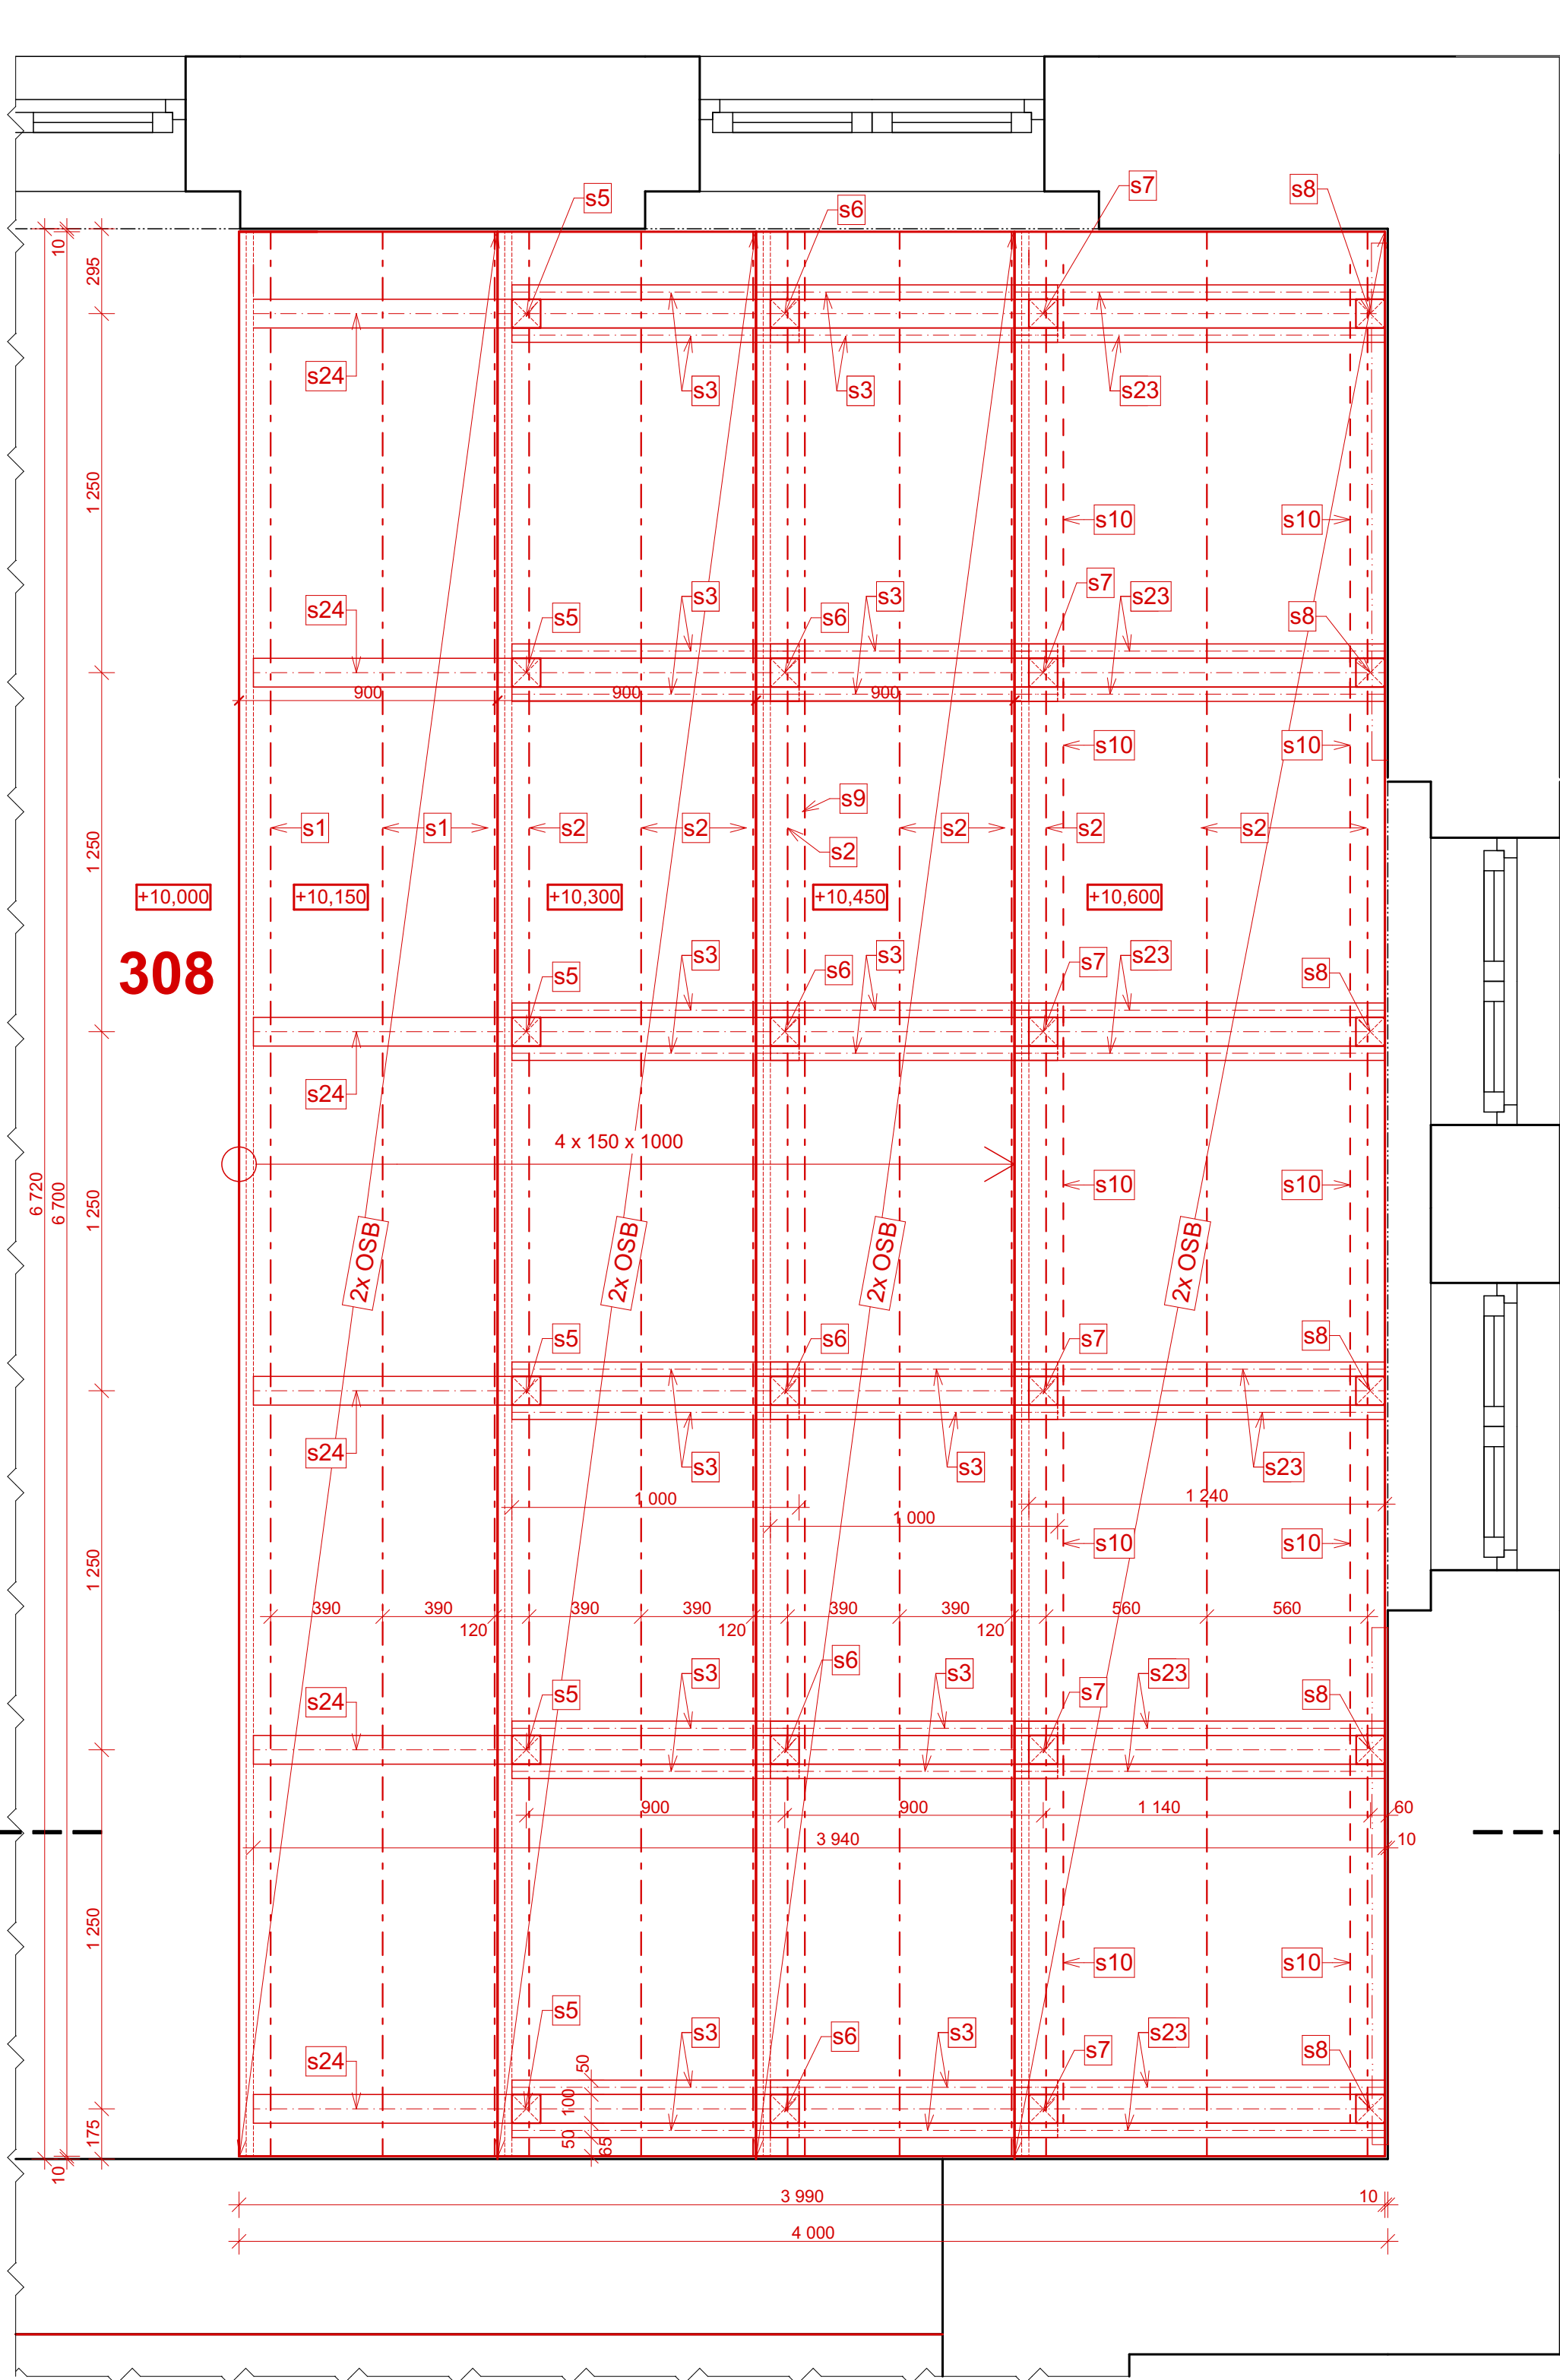 s5
s6
s7
s8
10
295
s24
s3
s3
s23
1 250
s10
s10
s24
s5
s3
s6
s3
s7
s23
s8
900
900
900
s10
s10
s9
s1
s1
s2
s2
s2
s2
s2
s2
1 250
+10,000
+10,150
+10,300
+10,450
+10,600
308
s5
s3
s6
s3
s7
s23
s8
s24
4 x 150 x 1000
6 720
6 700
1 250
s10
s10
2x OSB
2x OSB
2x OSB
2x OSB
s5
s6
s7
s8
s24
s3
s3
s23
1 000
1 000
1 240
1 250
s10
s10
390
390
390
390
390
390
560
560
120
120
120
s24
s5
s3
s6
s3
s7
s23
s8
900
900
1 140
60
3 940
10
1 250
s10
s10
s24
s5
s3
s6
s3
s7
s23
s8
50
100
50
65
175
10
3 990
10
4 000